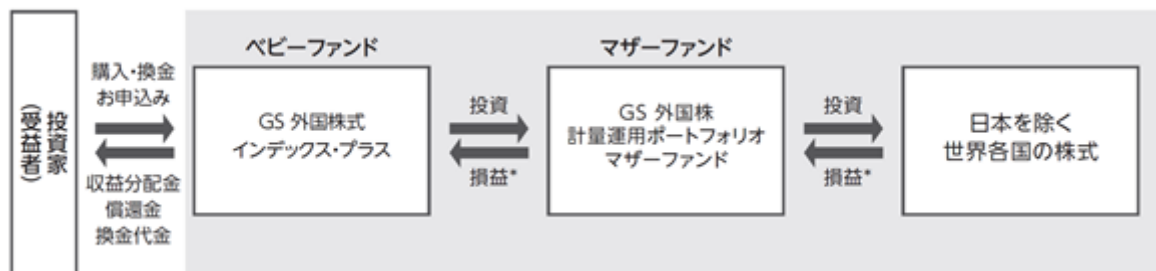 投資家
(受益者)
購入・換金
お申込み
収益分配金
償還金
換金代金
ベビーファンド
GS 外国株式
インデックス・プラス
投資
損益*
マザーファンド
GS 外国株
計量運用ポートフォリオ
マザーファンド
投資
損益*
日本を除く
世界各国の株式